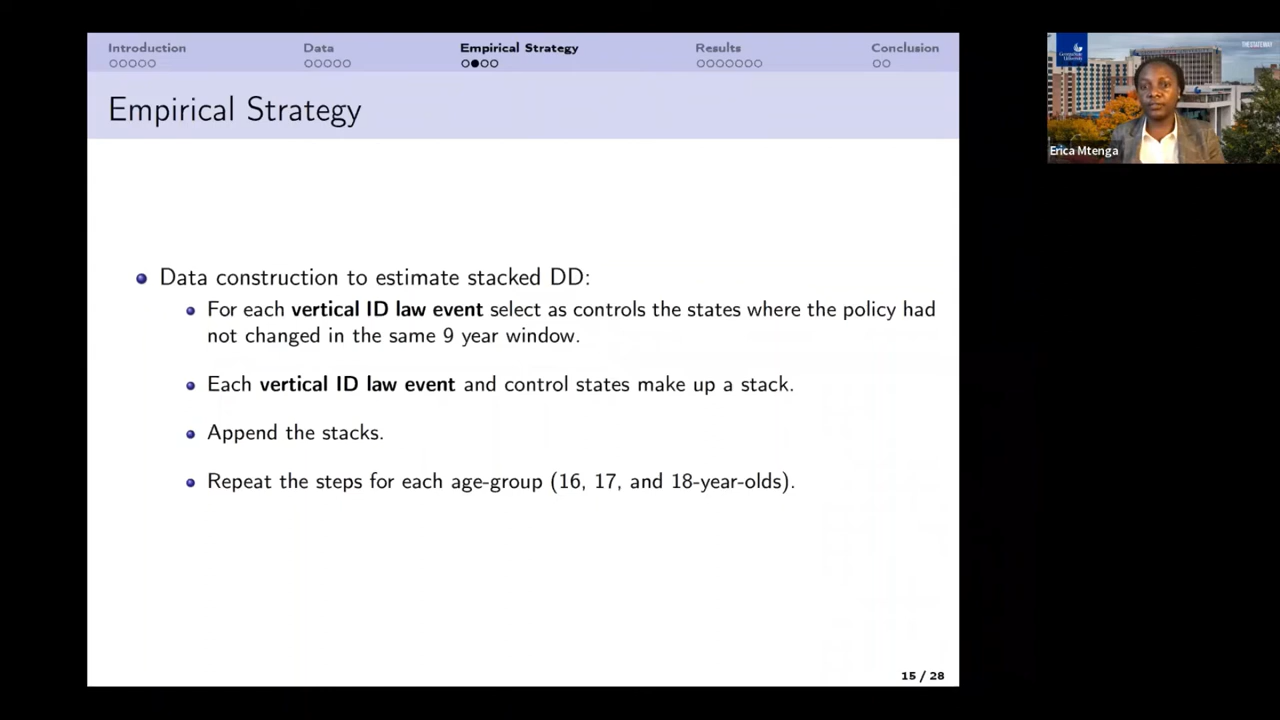 Introduction Data Empirical Strategy Results Conclusion
Empirical Strategy
Data construction to estimate stacked DD:
For each vertical ID law event select as controls the states where the policy had
not changed in the same 9 year window.
Each vertical ID law event and control states make up a stack.
Append the stacks.
Repeat the steps for each age-group (16, 17, and 18-year-olds).
15 / 28
THE STATE WAY
Erica Mtenga